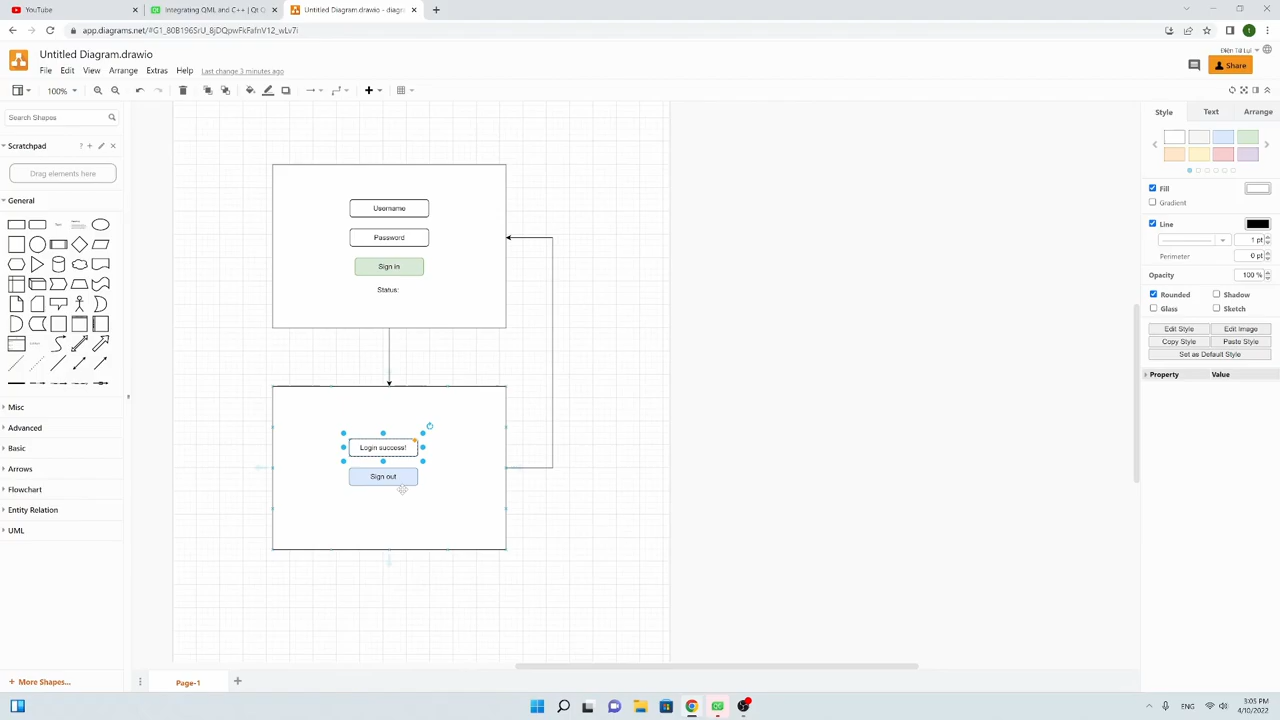 YouTube
Integrating QML and C++ | Qt Q
Untitled Diagram.drawio - diagra
app.diagrams.net/#G1_80B196SrU_8jDQpwFkFafnV12_wLv7i
Untitled Diagram.drawio
File Edit View Arrange Extras Help Last change 3 minutes ago
Share
100%
Search Shapes
Scratchpad
Drag elements here
General
Misc
Advanced
Basic
Arrows
Flowchart
Entity Relation
UML
+ More Shapes...
Username
Password
Sign in
Status:
Login success!
Sign out
Page-1
Style Text Arrange
Fill
Gradient
Line
1 pt
Perimeter 0 pt
Opacity 100 %
Rounded Shadow
Glass Sketch
Edit Style Edit Image
Copy Style Paste Style
Set as Default Style
Property Value
ENG
3:05 PM
4/10/2022